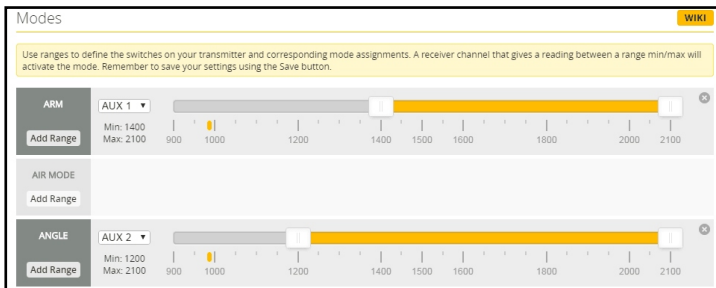 Modes
WIKI
Use ranges to define the switches on your transmitter and corresponding mode assignments. A receiver channel that gives a reading between a range min/max will
activate the mode. Remember to save your settings using the Save button.
ARM
AUX 1
Min: 1400
Max: 2100
Add Range
900 1000 1200 1400 1500 1600 1800 2000 2100
AIR MODE
Add Range
ANGLE
AUX 2
Min: 1200
Max: 2100
Add Range
900 1000 1200 1400 1500 1600 1800 2000 2100